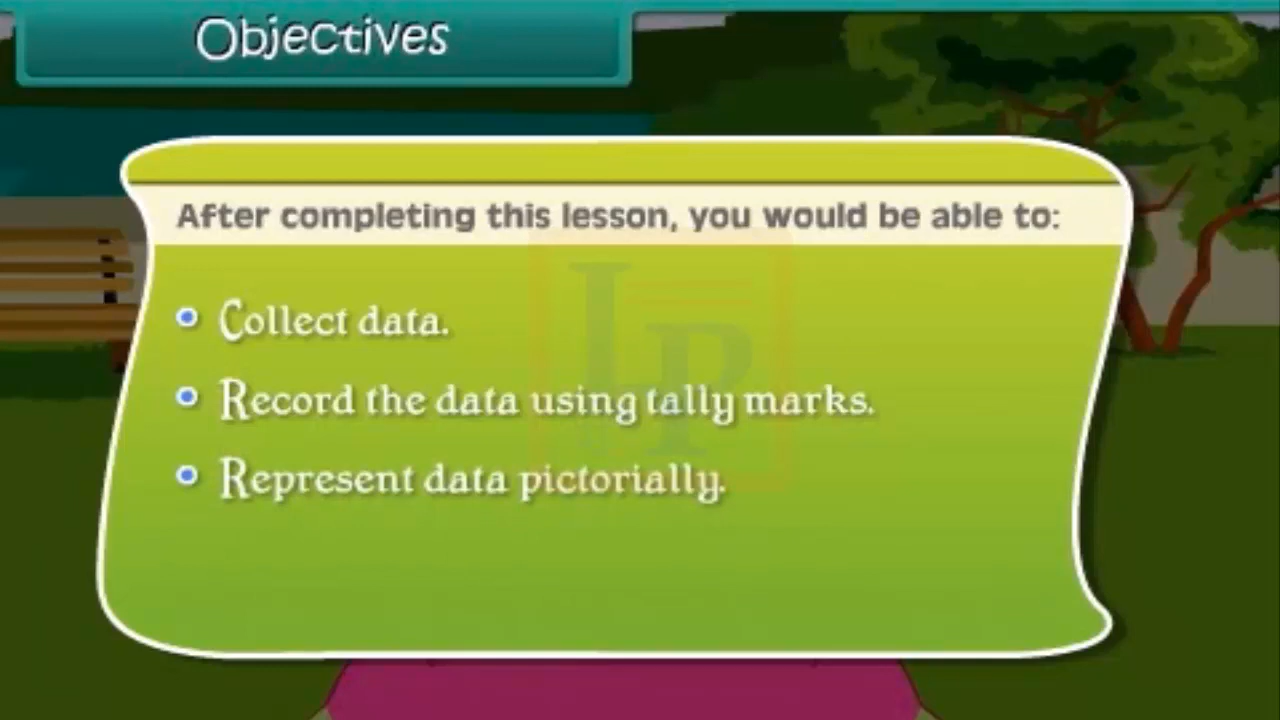 Objectives
After completing this lesson, you would be able to:
Collect data.
Record the data using tally marks.
Represent data pictorially.
LP